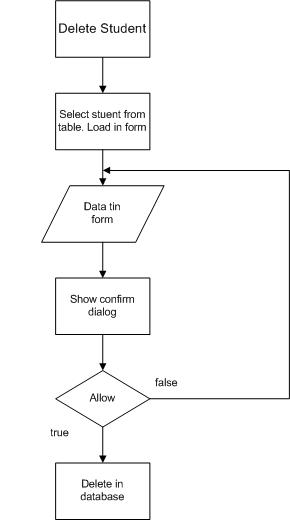 Delete Student
Select stuent from
table. Load in form
Data tin
form
Show confirm
dialog
Allow
false
true
Delete in
database